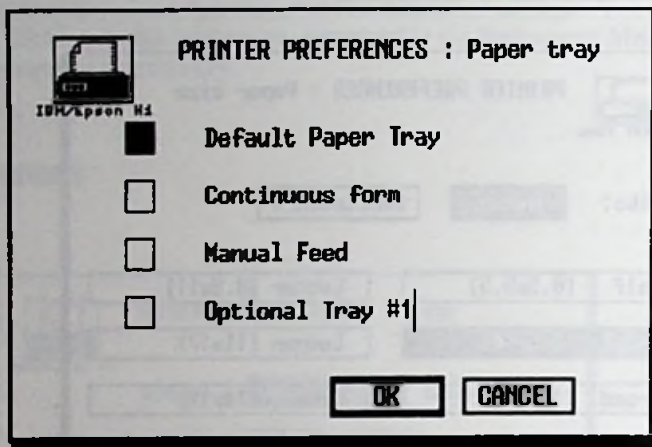 PRINTER PREFERENCES : Paper tray
IBM/Epson Hi
Default Paper Tray
Continuous form
Manual Feed
Optional Tray #1
OK
CANCEL